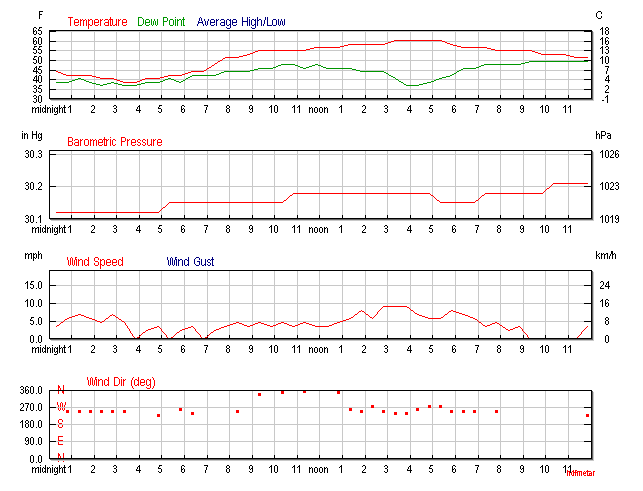 F Temperature Dew Point Average High/Low C
65 18
60 16
55 13
50 10
45 7
40 4
35 2
30 -1
midnight 1 2 3 4 5 6 7 8 9 10 11 noon 1 2 3 4 5 6 7 8 9 10 11
in Hg Barometric Pressure hPa
30.3 1026
30.2 1023
30.1 1019
midnight 1 2 3 4 5 6 7 8 9 10 11 noon 1 2 3 4 5 6 7 8 9 10 11
mph Wind Speed Wind Gust km/h
15.0 24
10.0 16
5.0 8
0.0 0
midnight 1 2 3 4 5 6 7 8 9 10 11 noon 1 2 3 4 5 6 7 8 9 10 11
Wind Dir (deg)
360.0 N
270.0 W
180.0 S
90.0 E
0.0 N
midnight 1 2 3 4 5 6 7 8 9 10 11 noon 1 2 3 4 5 6 7 8 9 10